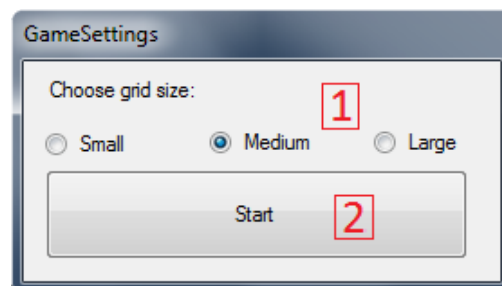 GameSettings
Choose grid size:
1
Small Medium Large
Start 2